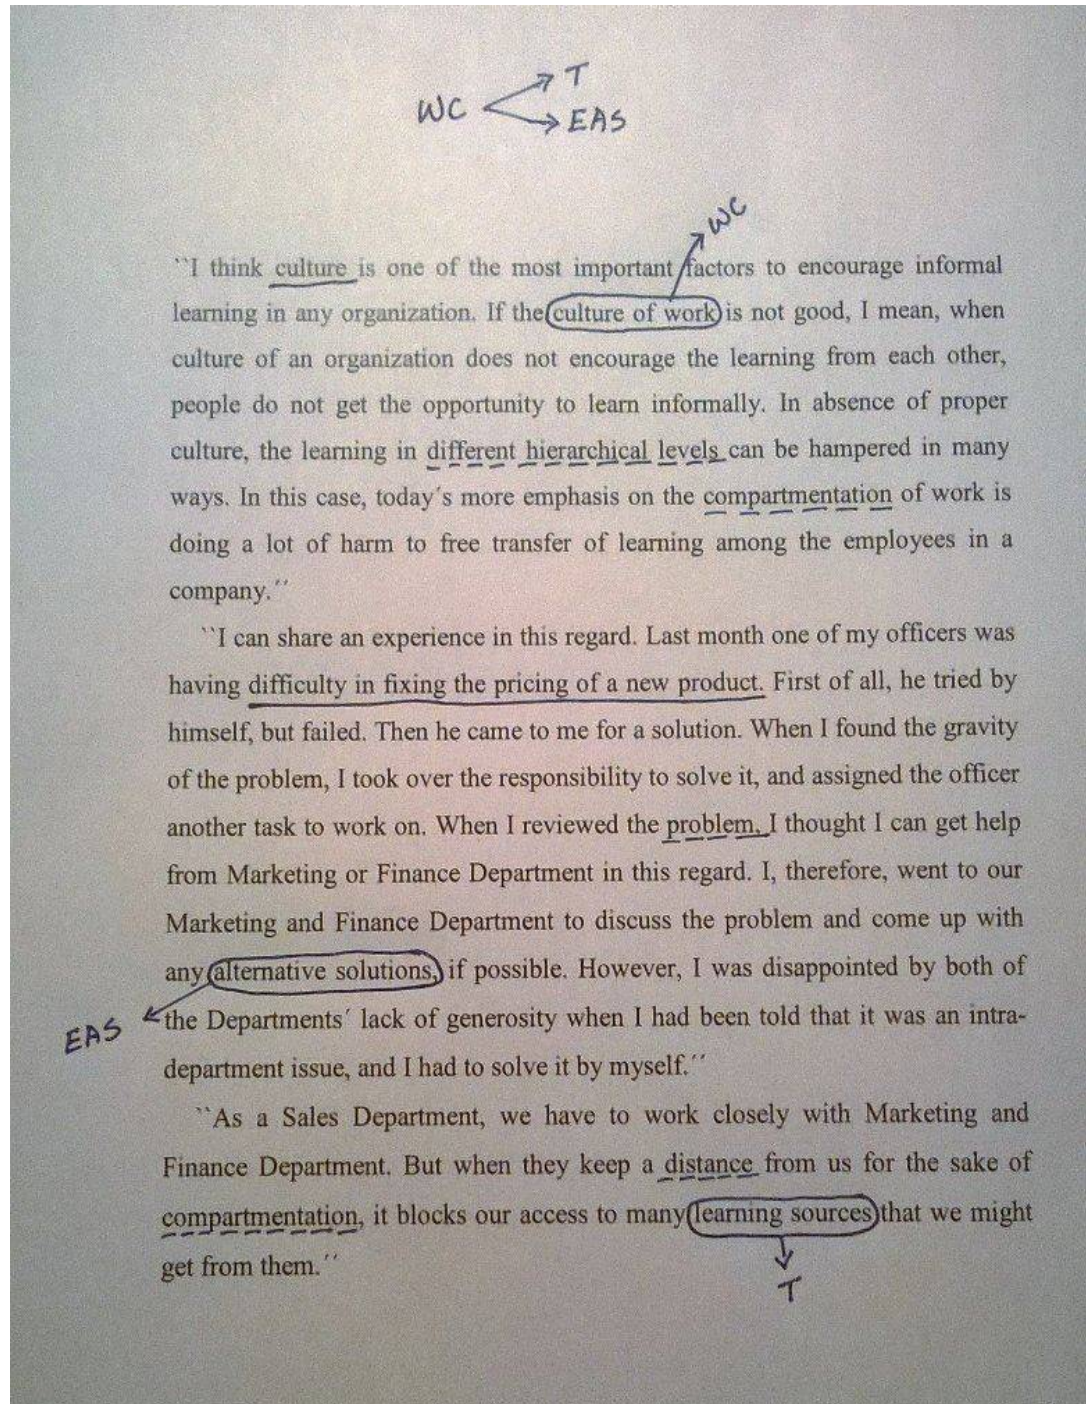 T
WC
EAS
WC
``I think culture is one of the most important factors to encourage informal
learning in any organization. If the culture of work is not good, I mean, when
culture of an organization does not encourage the learning from each other,
people do not get the opportunity to learn informally. In absence of proper
culture, the learning in different hierarchical levels can be hampered in many
ways. In this case, today´s more emphasis on the compartmentation of work is
doing a lot of harm to free transfer of learning among the employees in a
company.´´
``I can share an experience in this regard. Last month one of my officers was
having difficulty in fixing the pricing of a new product. First of all, he tried by
himself, but failed. Then he came to me for a solution. When I found the gravity
of the problem, I took over the responsibility to solve it, and assigned the officer
another task to work on. When I reviewed the problem, I thought I can get help
from Marketing or Finance Department in this regard. I, therefore, went to our
Marketing and Finance Department to discuss the problem and come up with
any alternative solutions, if possible. However, I was disappointed by both of
EAS
the Departments´ lack of generosity when I had been told that it was an intra-
department issue, and I had to solve it by myself.´´
``As a Sales Department, we have to work closely with Marketing and
Finance Department. But when they keep a distance from us for the sake of
compartmentation, it blocks our access to many learning sources that we might
get from them.´´
T